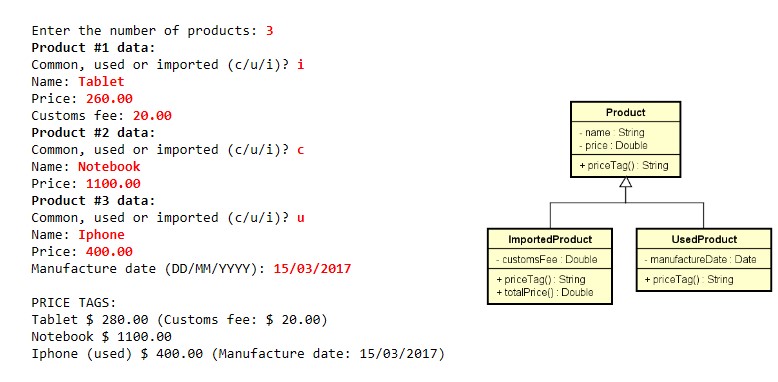 Enter the number of products: 3
Product #1 data:
Common, used or imported (c/u/i)? i
Name: Tablet
Price: 260.00
Customs fee: 20.00
Product #2 data:
Common, used or imported (c/u/i)? c
Name: Notebook
Price: 1100.00
Product #3 data:
Common, used or imported (c/u/i)? u
Name: Iphone
Price: 400.00
Manufacture date (DD/MM/YYYY): 15/03/2017
PRICE TAGS:
Tablet $ 280.00 (Customs fee: $ 20.00)
Notebook $ 1100.00
Iphone (used) $ 400.00 (Manufacture date: 15/03/2017)
Product
- name : String
- price : Double
+ priceTag() : String
ImportedProduct
- customsFee : Double
+ priceTag() : String
+ totalPrice() : Double
UsedProduct
- manufactureDate : Date
+ priceTag() : String